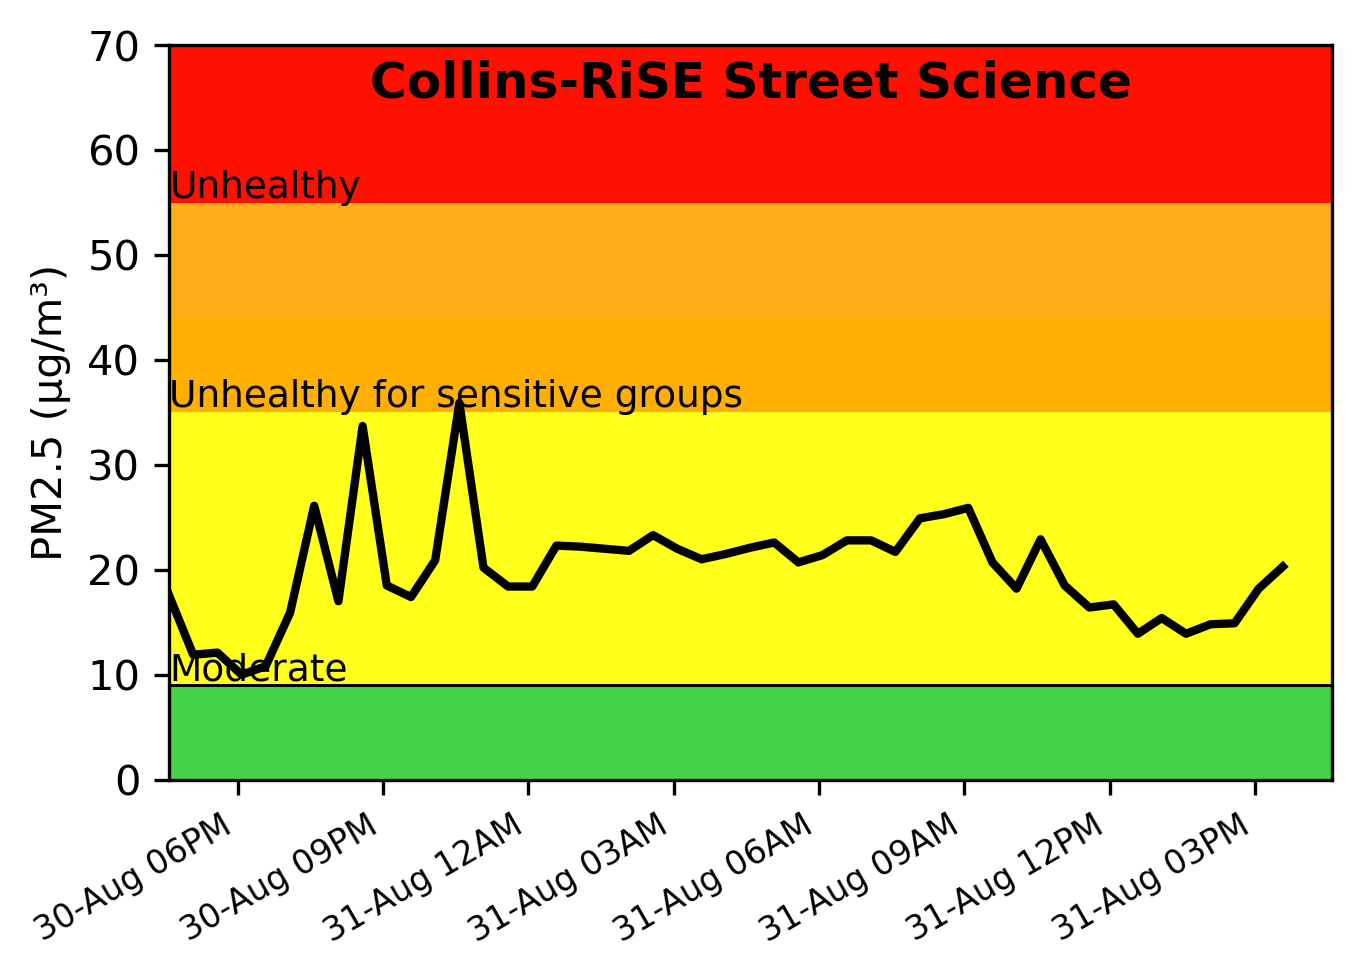 Collins-RiSE Street Science
70
60
50
40
30
20
10
0
PM2.5 (µg/m³)
Unhealthy
Unhealthy for sensitive groups
Moderate
30-Aug 06PM
30-Aug 09PM
31-Aug 12AM
31-Aug 03AM
31-Aug 06AM
31-Aug 09AM
31-Aug 12PM
31-Aug 03PM